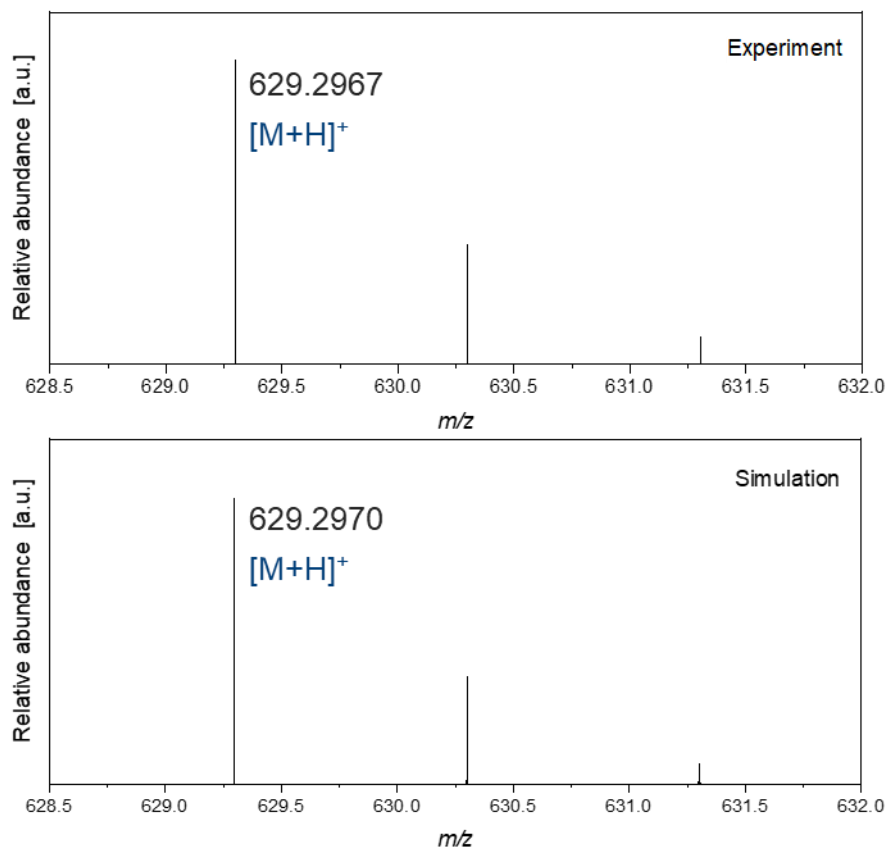 Experiment
629.2967
[M+H]⁺
Relative abundance [a.u.]
628.5 629.0 629.5 630.0 630.5 631.0 631.5 632.0
m/z
Simulation
629.2970
[M+H]⁺
Relative abundance [a.u.]
628.5 629.0 629.5 630.0 630.5 631.0 631.5 632.0
m/z